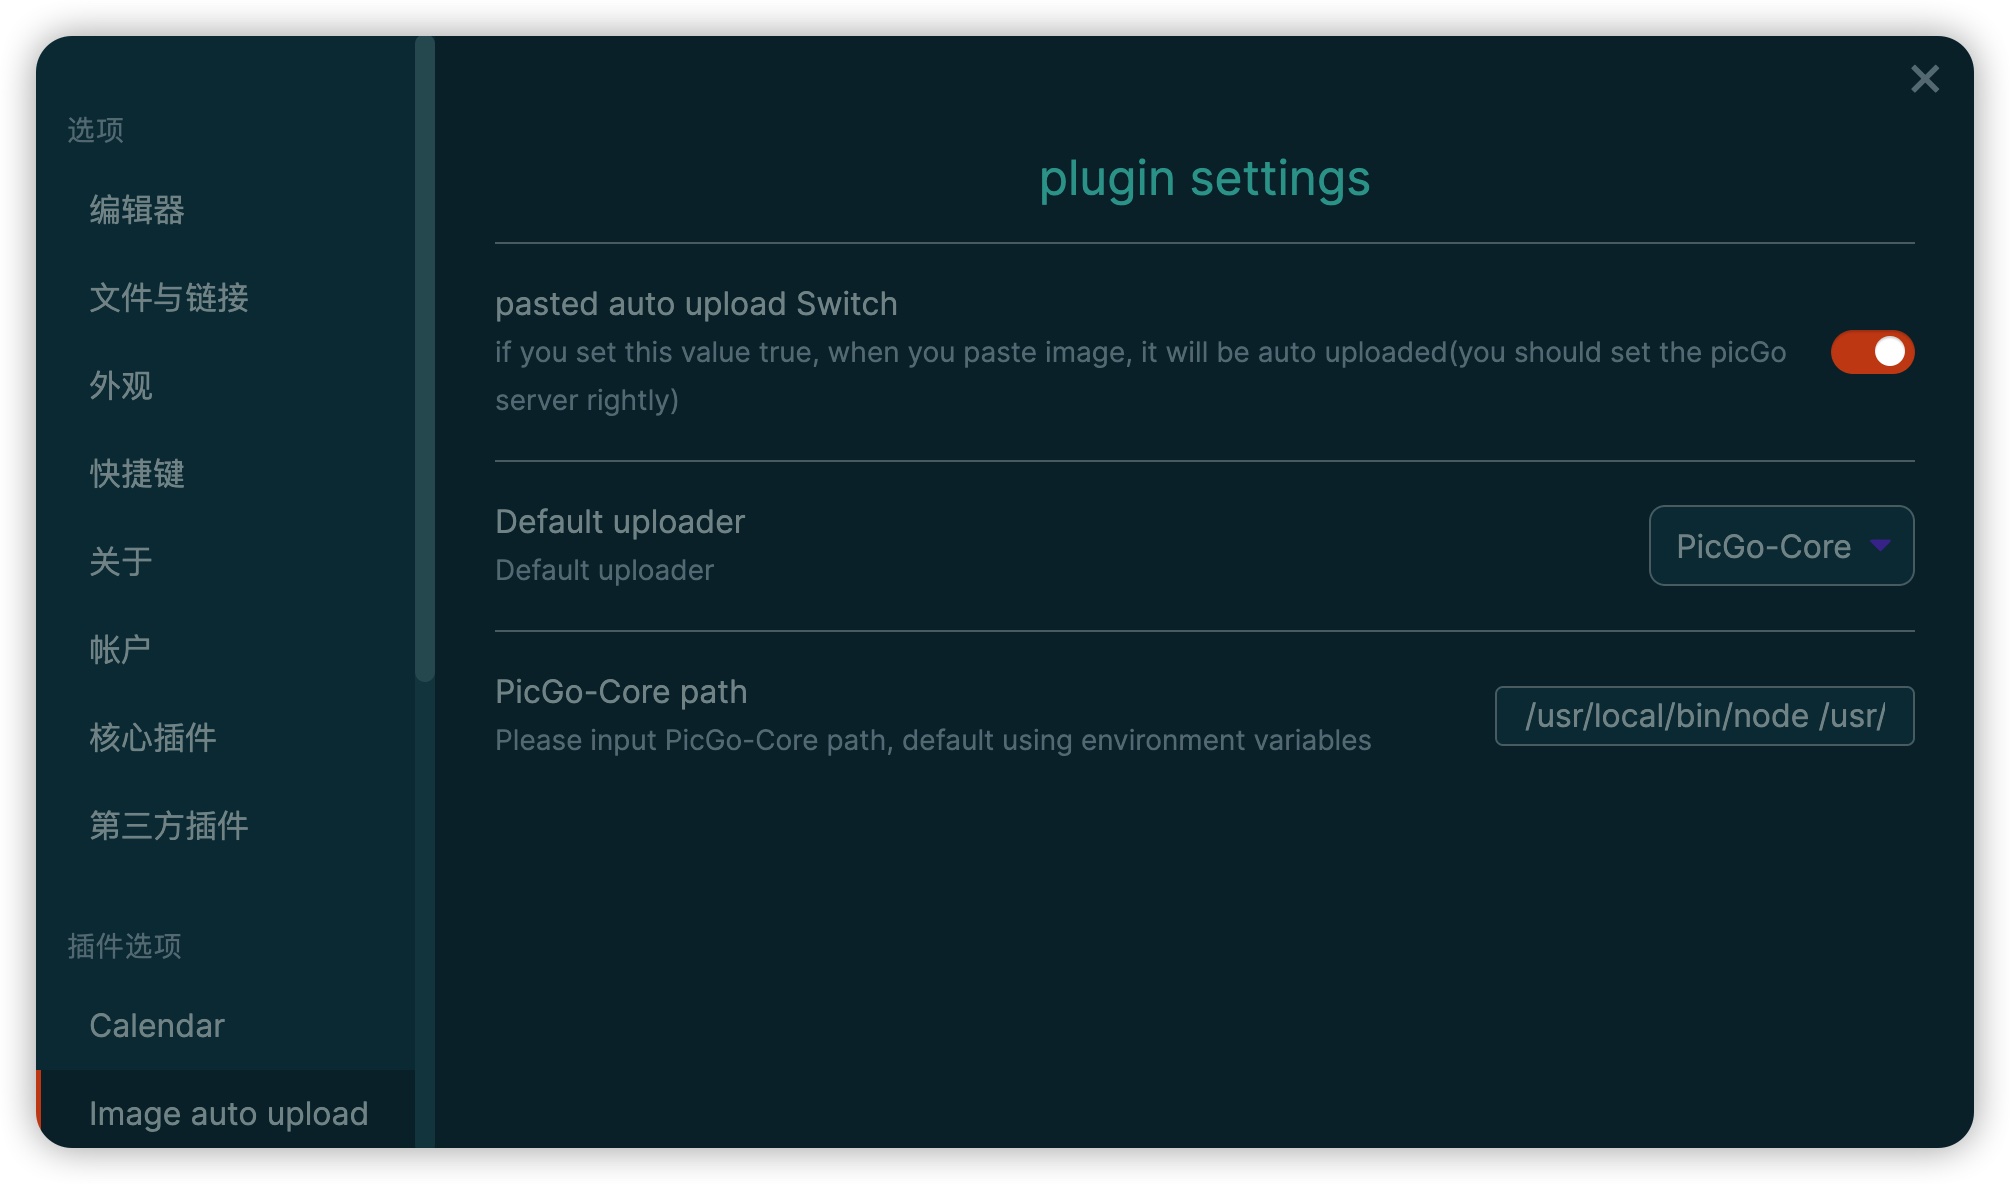 选项
编辑器
文件与链接
外观
快捷键
关于
帐户
核心插件
第三方插件
插件选项
Calendar
Image auto upload
plugin settings
pasted auto upload Switch
if you set this value true, when you paste image, it will be auto uploaded(you should set the picGo
server rightly)
Default uploader
Default uploader
PicGo-Core
PicGo-Core path
Please input PicGo-Core path, default using environment variables
/usr/local/bin/node /usr/